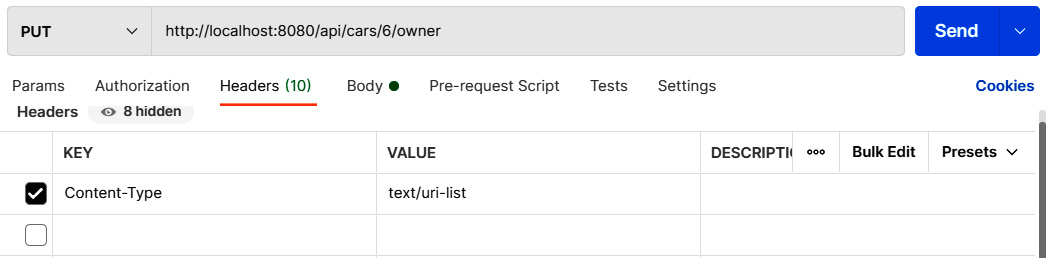 PUT http://localhost:8080/api/cars/6/owner Send
Params Authorization Headers (10) Body Pre-request Script Tests Settings Cookies
Headers 8 hidden
KEY VALUE DESCRIPTIO ooo Bulk Edit Presets
Content-Type text/uri-list